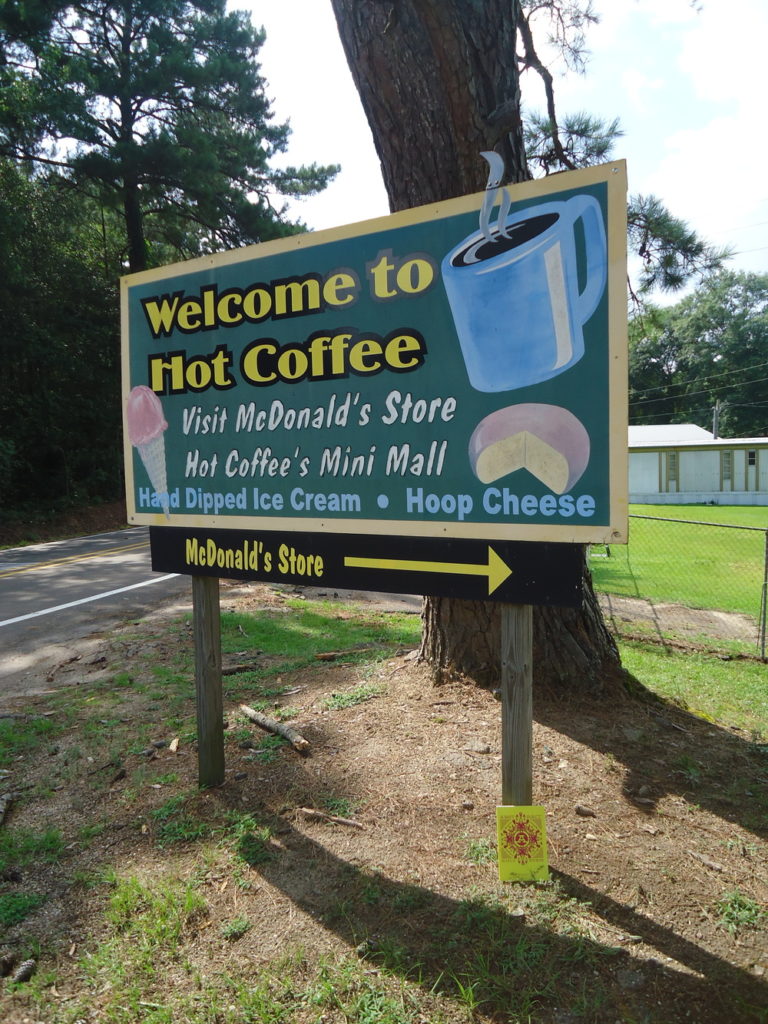 Welcome to
Hot Coffee
Visit McDonald's Store
Hot Coffee's Mini Mall
Hand Dipped Ice Cream • Hoop Cheese
McDonald's Store